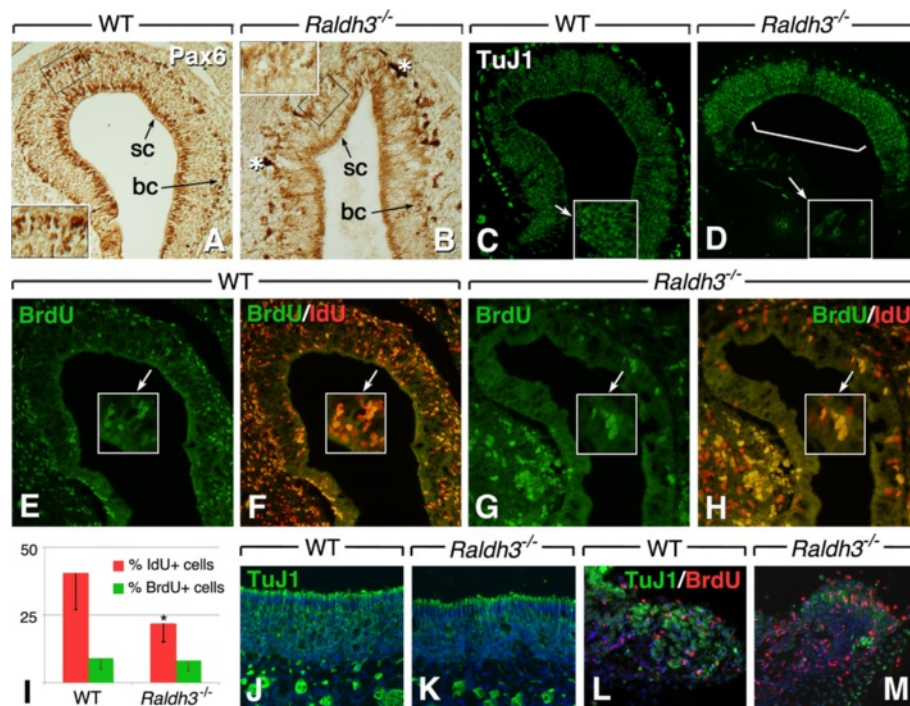 WT Raldh3-/- WT Raldh3-/-
Pax6 * TuJ1
sc sc
bc * bc
A B C D
WT Raldh3-/-
BrdU BrdU/IdU BrdU BrdU/IdU
E F G H
50 WT Raldh3-/- WT Raldh3-/-
% IdU+ cells TuJ1 TuJ1/BrdU
% BrdU+ cells
25 *
WT Raldh3-/-
I J K L M